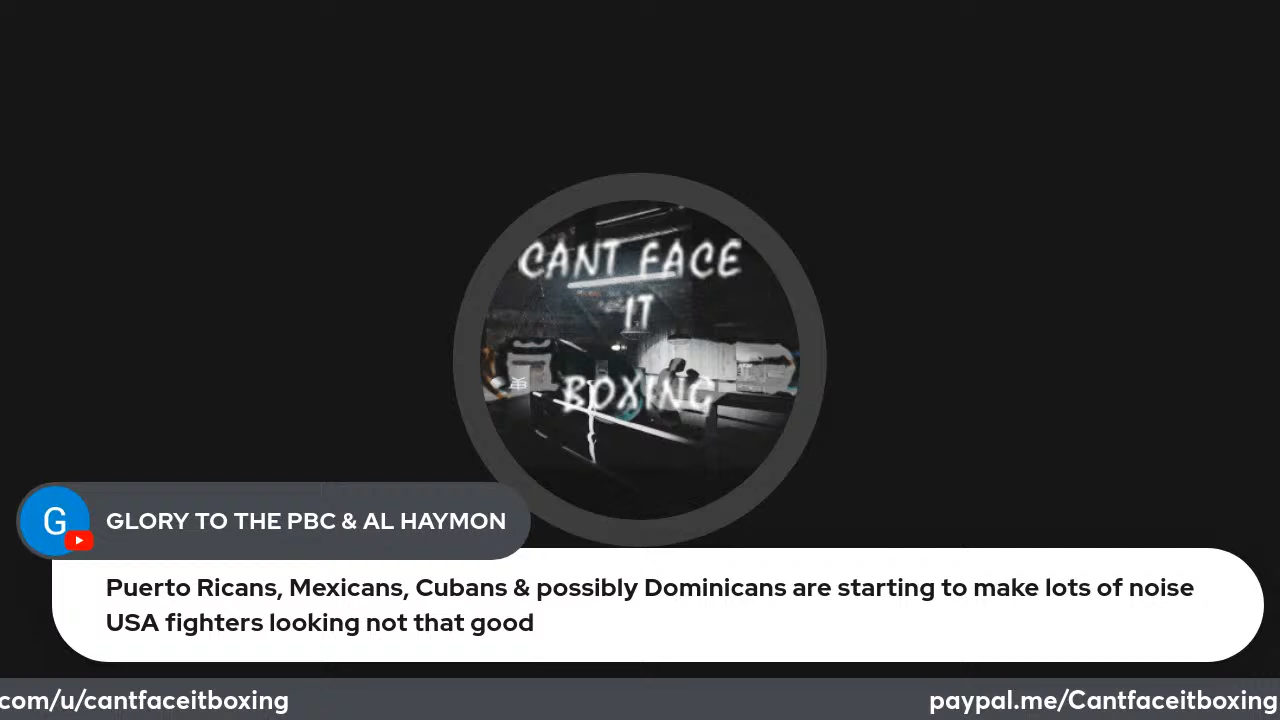 CANT FACE
IT
BOXING
G
GLORY TO THE PBC & AL HAYMON
Puerto Ricans, Mexicans, Cubans & possibly Dominicans are starting to make lots of noise
USA fighters looking not that good
com/u/cantfaceitboxing
paypal.me/Cantfaceitboxing